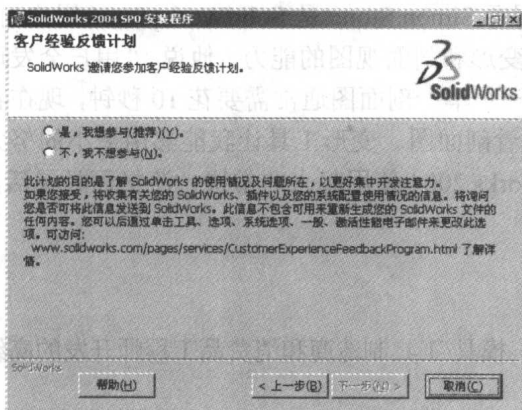 SolidWorks 2004 SP0 安装程序
客户经验反馈计划
SolidWorks 邀请您参加客户经验反馈计划。
SolidWorks
是，我想参与(推荐)(Y)。
不，我不想参与(N)。
此计划的目的是了解 SolidWorks 的使用情况及问题所在，以更好集中开发注意力。
如果您接受，将收集有关您的 SolidWorks、插件以及您的系统配置使用情况的信息。将询问
您是否可将此信息发送到 SolidWorks。此信息不包含可用来重新生成您的 SolidWorks 文件的
任何内容。您可以后通过单击工具、选项、系统选项、一般、激活性能电子邮件来更改此选
项。可访问:
www.solidworks.com/pages/services/CustomerExperienceFeedbackProgram.html 了解详
情。
SolidWorks
帮助(H)
< 上一步(B)
下一步(N) >
取消(C)